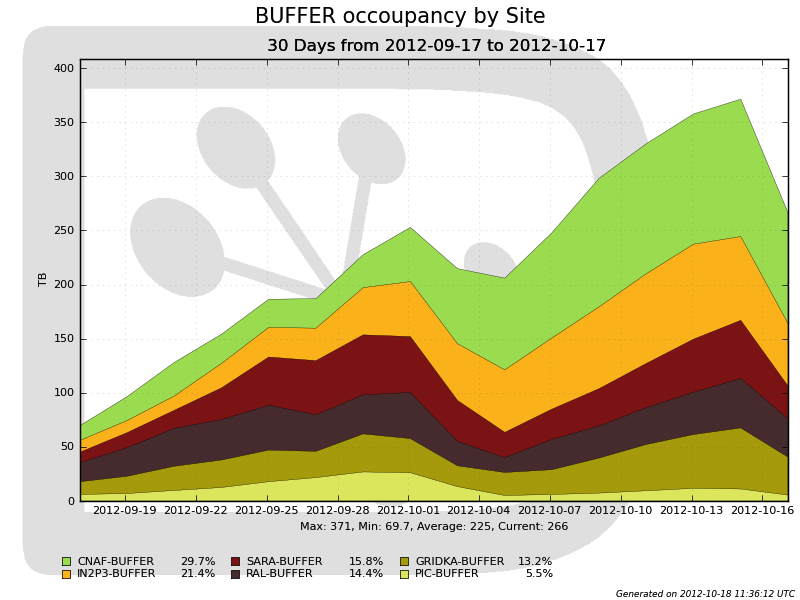 BUFFER occoupancy by Site
30 Days from 2012-09-17 to 2012-10-17
400
350
300
250
200
150
100
50
0
TB
2012-09-19 2012-09-22 2012-09-25 2012-09-28 2012-10-01 2012-10-04 2012-10-07 2012-10-10 2012-10-13 2012-10-16
Max: 371, Min: 69.7, Average: 225, Current: 266
CNAF-BUFFER 29.7% SARA-BUFFER 15.8% GRIDKA-BUFFER 13.2%
IN2P3-BUFFER 21.4% RAL-BUFFER 14.4% PIC-BUFFER 5.5%
Generated on 2012-10-18 11:36:12 UTC